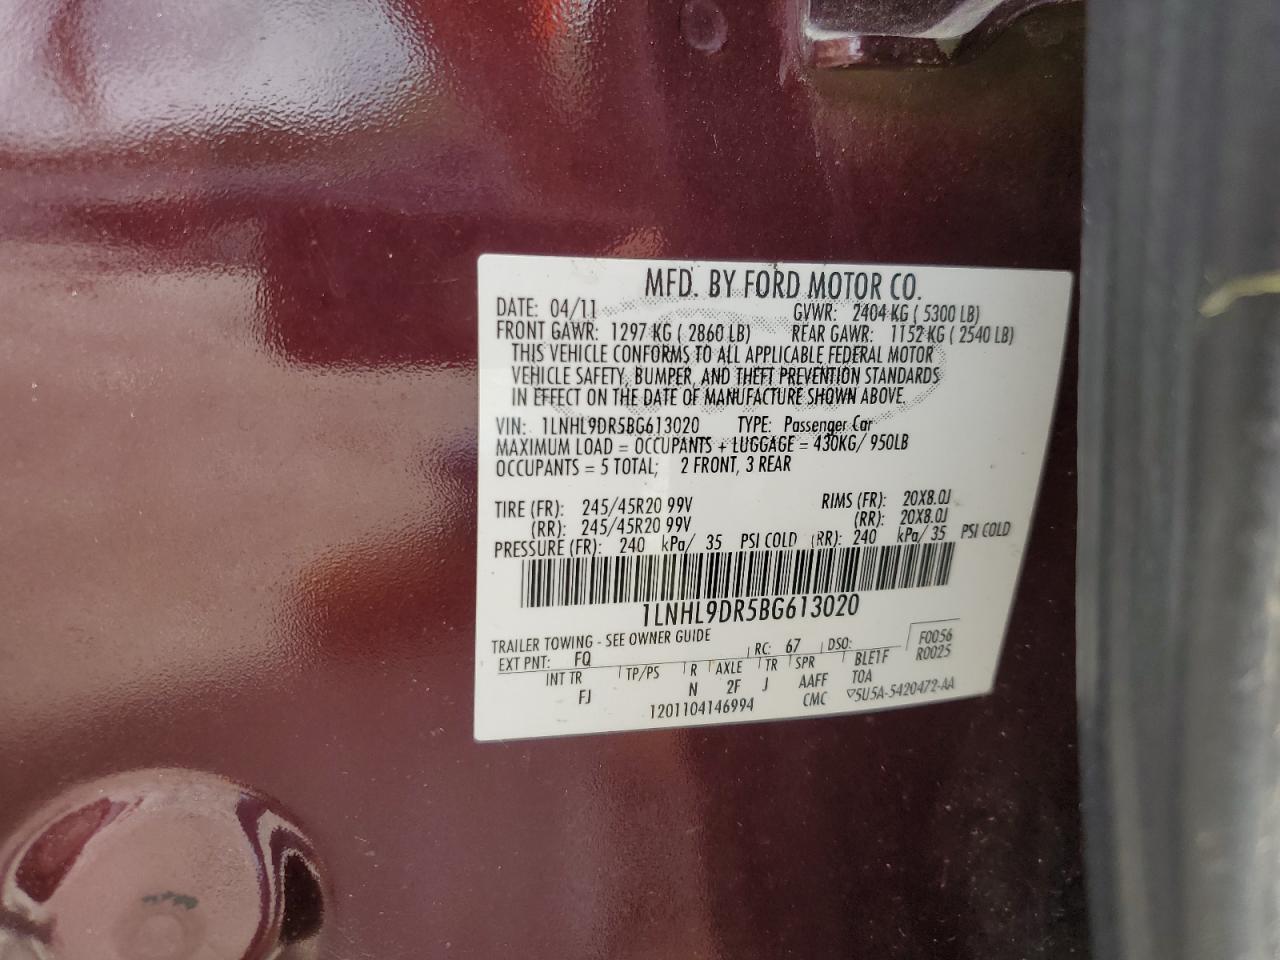 MFD. BY FORD MOTOR CO.
DATE: 04/11 GVWR: 2404 KG ( 5300 LB)
FRONT GAWR: 1297 KG ( 2860 LB) REAR GAWR: 1152 KG ( 2540 LB)
THIS VEHICLE CONFORMS TO ALL APPLICABLE FEDERAL MOTOR
VEHICLE SAFETY, BUMPER, AND THEFT PREVENTION STANDARDS
IN EFFECT ON THE DATE OF MANUFACTURE SHOWN ABOVE.
VIN: 1LNHL9DR5BG613020 TYPE: Passenger Car
MAXIMUM LOAD = OCCUPANTS + LUGGAGE = 430KG/ 950LB
OCCUPANTS = 5 TOTAL; 2 FRONT, 3 REAR
TIRE (FR): 245/45R20 99V RIMS (FR): 20X8.0J
(RR): 245/45R20 99V (RR): 20X8.0J
PRESSURE (FR): 240 kPa/ 35 PSI COLD (RR): 240 kPa/ 35 PSI COLD
1LNHL9DR5BG613020
TRAILER TOWING - SEE OWNER GUIDE
EXT PNT: FQ RC: 67 DSO: F0056
INT TR TP/PS R AXLE TR SPR BLE1F R0025
FJ N 2F J AAFF TOA
1201104146994 CMC ▽5U5A-5420472-AA